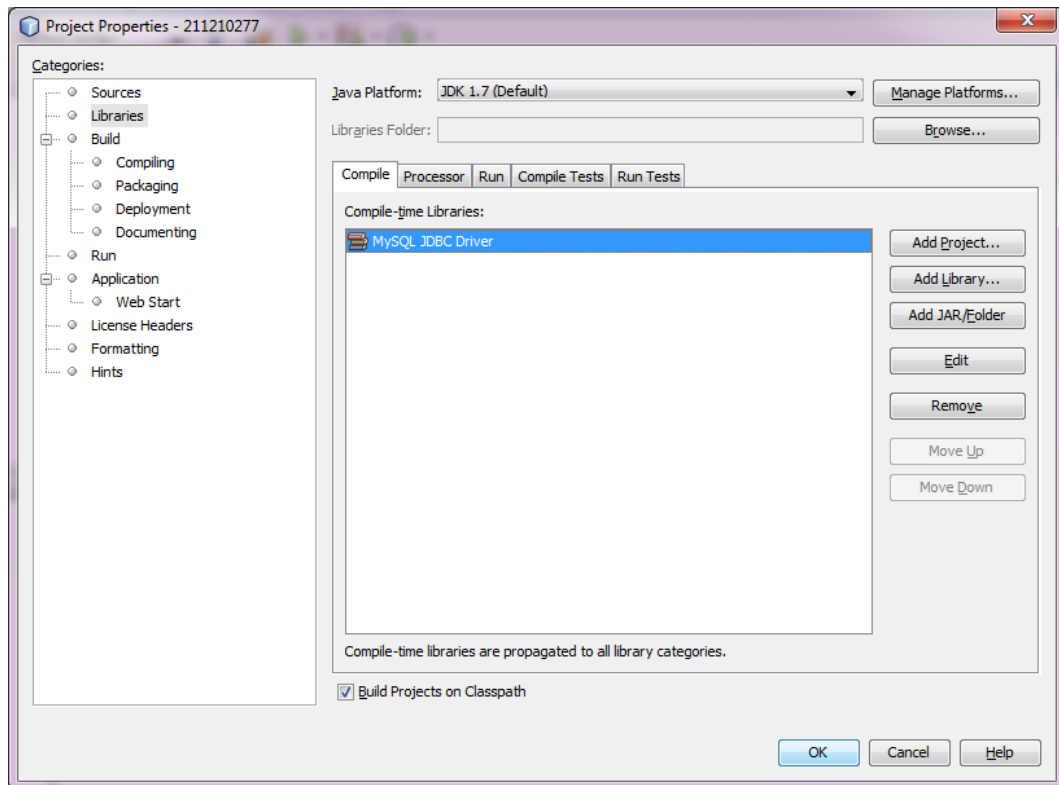 Project Properties - 211210277
Categories:
Sources
Libraries
Build
Compiling
Packaging
Deployment
Documenting
Run
Application
Web Start
License Headers
Formatting
Hints
Java Platform: JDK 1.7 (Default) Manage Platforms...
Libraries Folder: Browse...
Compile Processor Run Compile Tests Run Tests
Compile-time Libraries:
MySQL JDBC Driver
Add Project...
Add Library...
Add JAR/Folder
Edit
Remove
Move Up
Move Down
Compile-time libraries are propagated to all library categories.
Build Projects on Classpath
OK Cancel Help